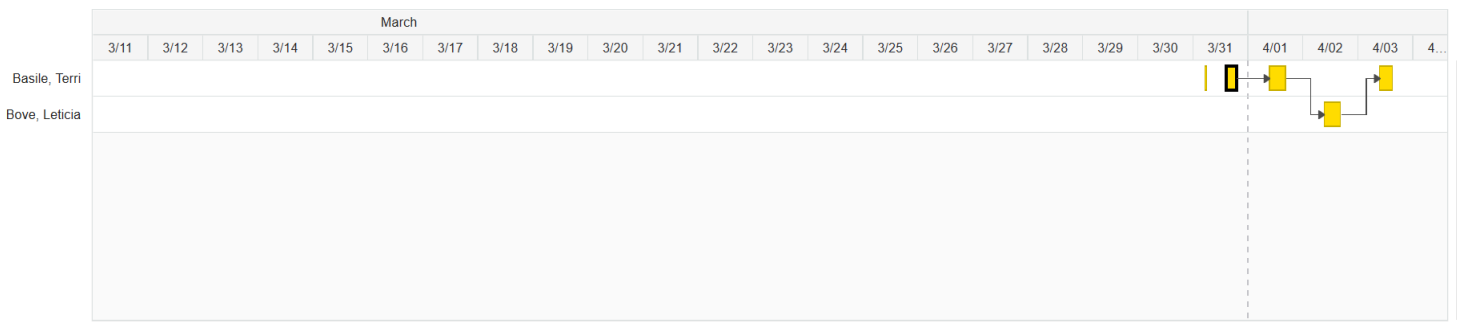 March
3/11 3/12 3/13 3/14 3/15 3/16 3/17 3/18 3/19 3/20 3/21 3/22 3/23 3/24 3/25 3/26 3/27 3/28 3/29 3/30 3/31 4/01 4/02 4/03 4...
Basile, Terri
Bove, Leticia